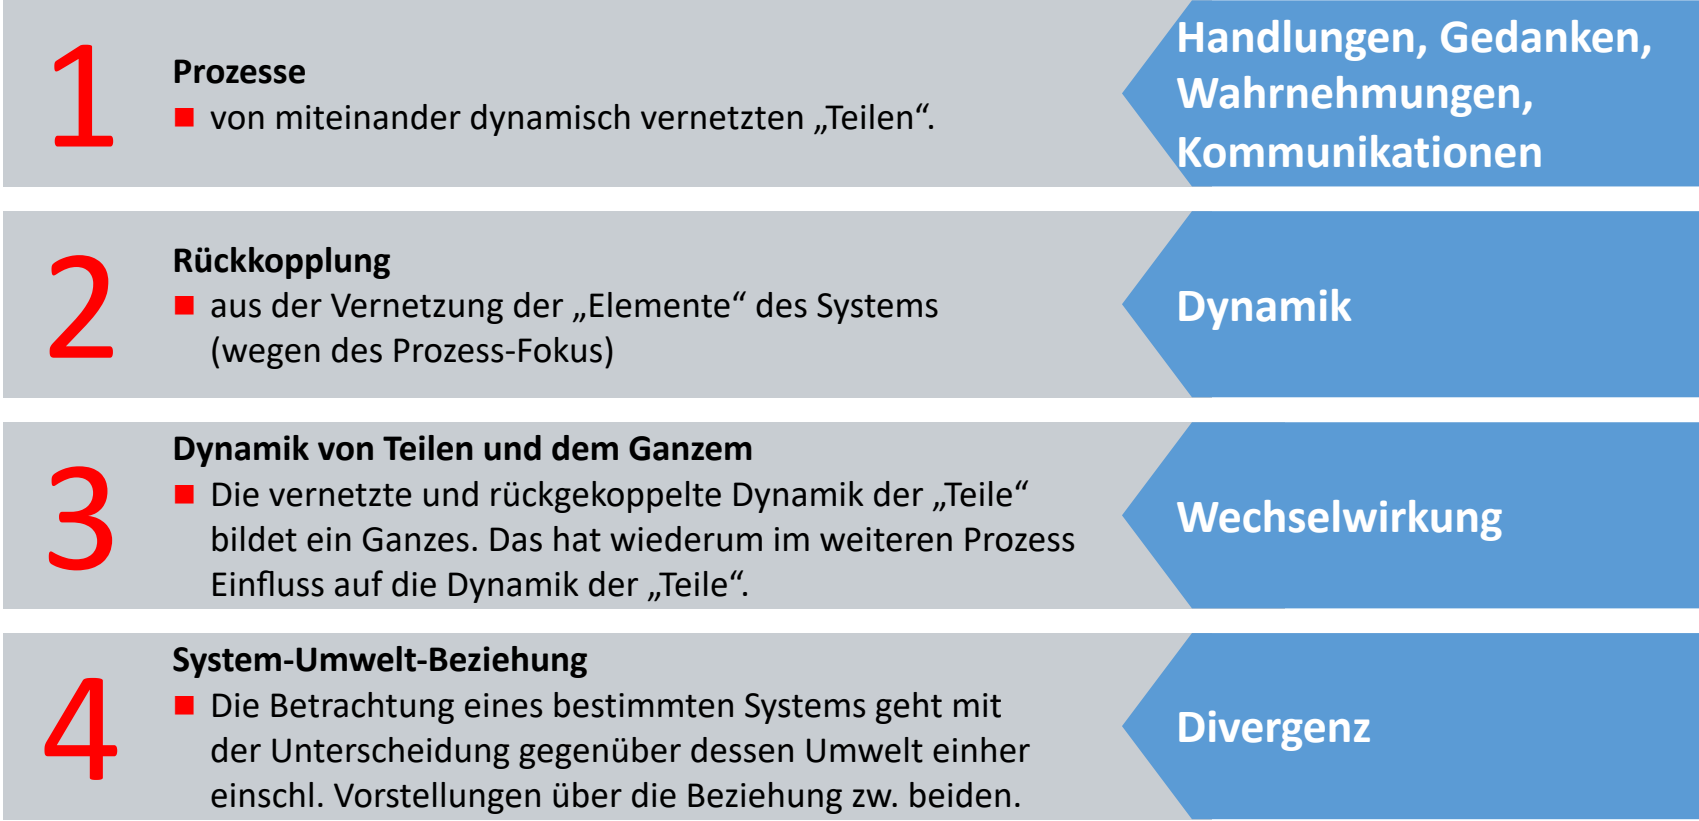 1
Prozesse
■ von miteinander dynamisch vernetzten „Teilen“.
Handlungen, Gedanken,
Wahrnehmungen,
Kommunikationen
2
Rückkopplung
■ aus der Vernetzung der „Elemente“ des Systems
(wegen des Prozess-Fokus)
Dynamik
3
Dynamik von Teilen und dem Ganzem
■ Die vernetzte und rückgekoppelte Dynamik der „Teile“
bildet ein Ganzes. Das hat wiederum im weiteren Prozess
Einfluss auf die Dynamik der „Teile“.
Wechselwirkung
4
System-Umwelt-Beziehung
■ Die Betrachtung eines bestimmten Systems geht mit
der Unterscheidung gegenüber dessen Umwelt einher
einschl. Vorstellungen über die Beziehung zw. beiden.
Divergenz